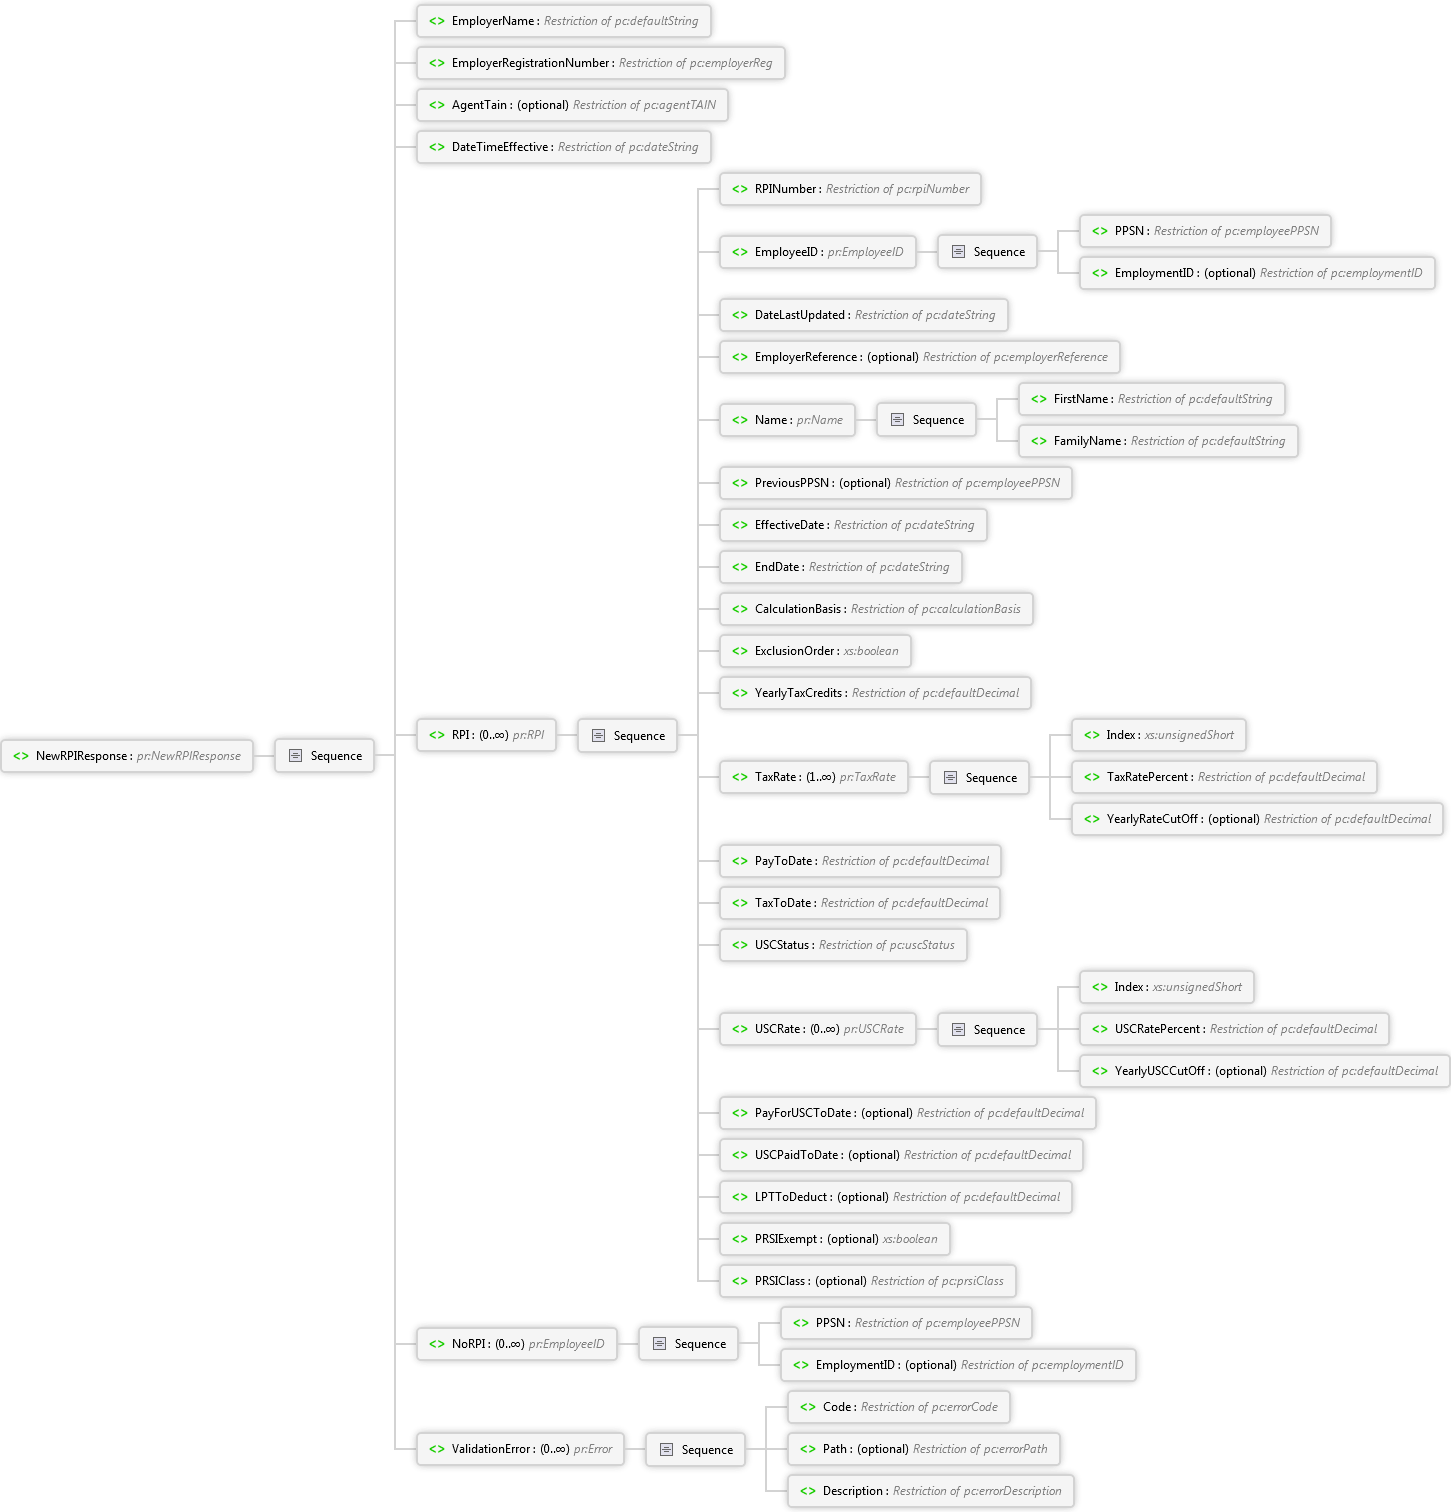 <> EmployerName : Restriction of pc:defaultString
<> EmployerRegistrationNumber : Restriction of pc:employerReg
<> AgentTain : (optional) Restriction of pc:agentTAIN
<> DateTimeEffective : Restriction of pc:dateString
<> RPINumber : Restriction of pc:rpiNumber
<> PPSN : Restriction of pc:employeePPSN
<> EmployeeID : pr:EmployeeID Sequence
<> EmploymentID : (optional) Restriction of pc:employmentID
<> DateLastUpdated : Restriction of pc:dateString
<> EmployerReference : (optional) Restriction of pc:employerReference
<> FirstName : Restriction of pc:defaultString
<> Name : pr:Name Sequence
<> FamilyName : Restriction of pc:defaultString
<> PreviousPPSN : (optional) Restriction of pc:employeePPSN
<> EffectiveDate : Restriction of pc:dateString
<> EndDate : Restriction of pc:dateString
<> CalculationBasis : Restriction of pc:calculationBasis
<> ExclusionOrder : xs:boolean
<> YearlyTaxCredits : Restriction of pc:defaultDecimal
<> RPI : (0..∞) pr:RPI Sequence
<> Index : xs:unsignedShort
<> NewRPIResponse : pr:NewRPIResponse Sequence
<> TaxRate : (1..∞) pr:TaxRate Sequence
<> TaxRatePercent : Restriction of pc:defaultDecimal
<> YearlyRateCutOff : (optional) Restriction of pc:defaultDecimal
<> PayToDate : Restriction of pc:defaultDecimal
<> TaxToDate : Restriction of pc:defaultDecimal
<> USCStatus : Restriction of pc:uscStatus
<> Index : xs:unsignedShort
<> USCRate : (0..∞) pr:USCRate Sequence
<> USCRatePercent : Restriction of pc:defaultDecimal
<> YearlyUSCCutOff : (optional) Restriction of pc:defaultDecimal
<> PayForUSCToDate : (optional) Restriction of pc:defaultDecimal
<> USCPaidToDate : (optional) Restriction of pc:defaultDecimal
<> LPTToDeduct : (optional) Restriction of pc:defaultDecimal
<> PRSIExempt : (optional) xs:boolean
<> PRSIClass : (optional) Restriction of pc:prsiClass
<> PPSN : Restriction of pc:employeePPSN
<> NoRPI : (0..∞) pr:EmployeeID Sequence
<> EmploymentID : (optional) Restriction of pc:employmentID
<> Code : Restriction of pc:errorCode
<> ValidationError : (0..∞) pr:Error Sequence
<> Path : (optional) Restriction of pc:errorPath
<> Description : Restriction of pc:errorDescription